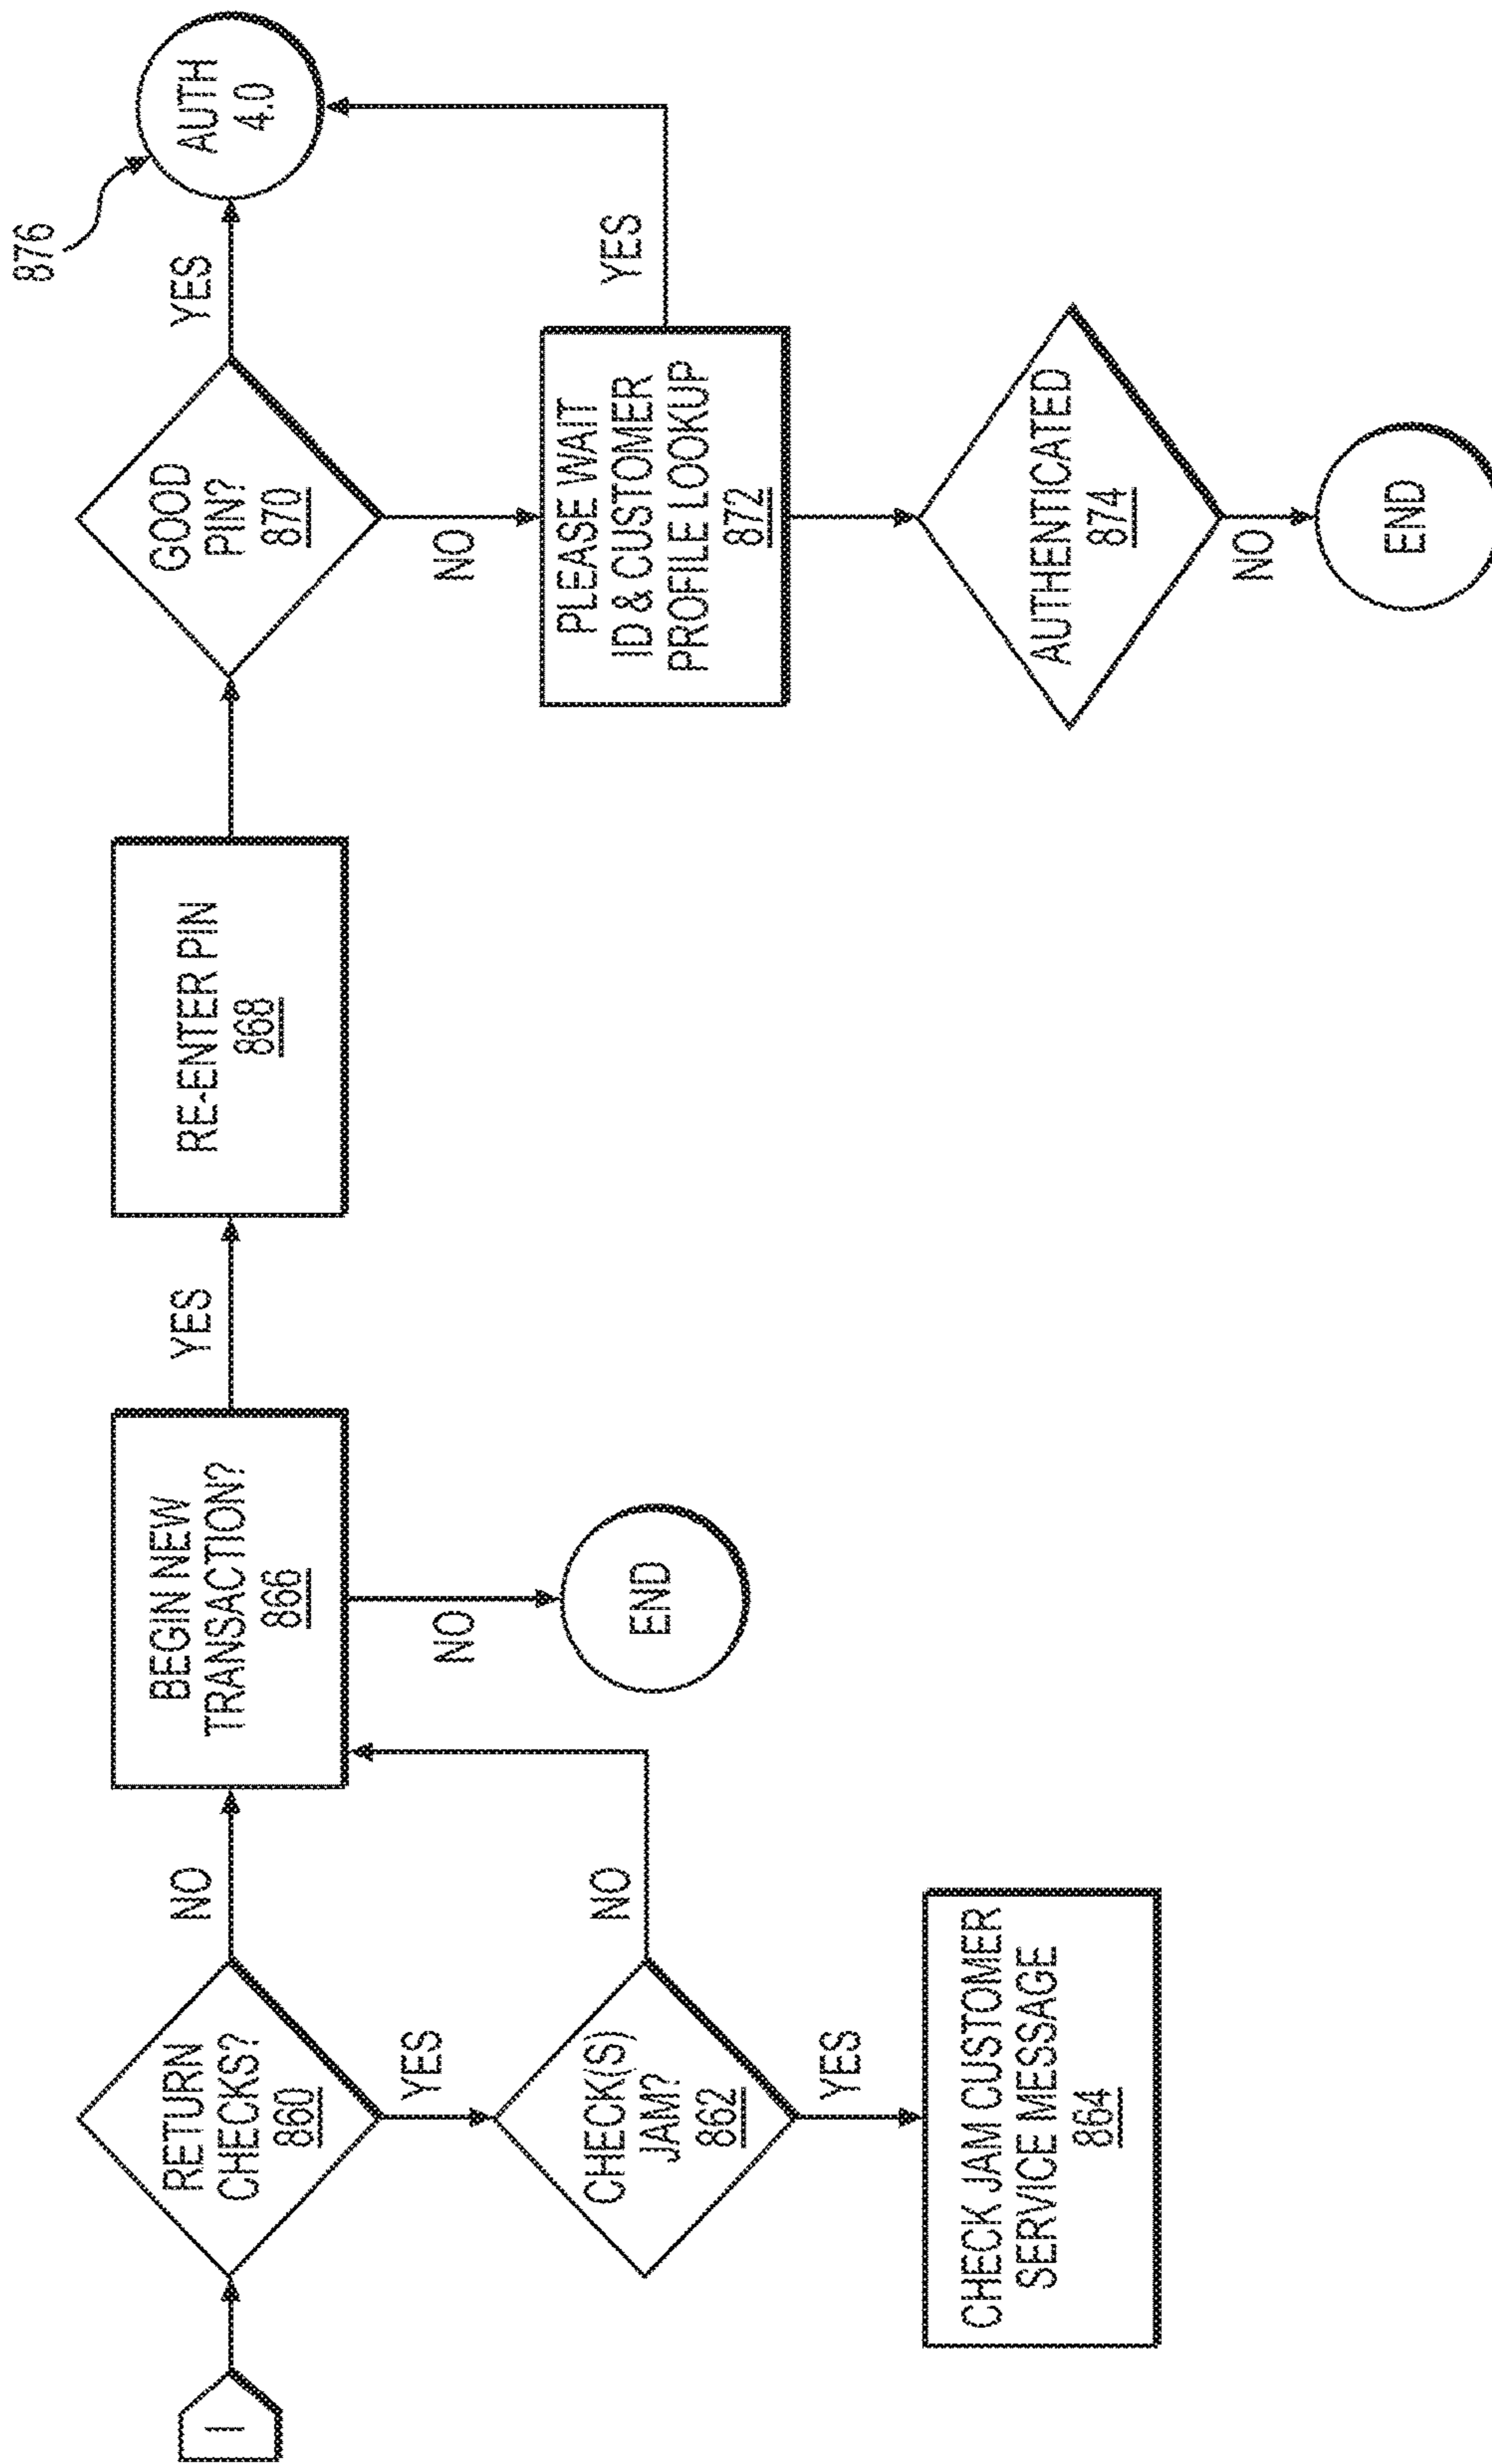 I
RETURN
CHECKS?
860
NO
YES
CHECK(S)
JAM?
862
NO
YES
CHECK JAM CUSTOMER
SERVICE MESSAGE
864
BEGIN NEW
TRANSACTION?
866
NO
END
YES
RE-ENTER PIN
868
GOOD
PIN?
870
YES
NO
PLEASE WAIT
ID & CUSTOMER
PROFILE LOOKUP
872
YES
AUTHENTICATED
874
NO
END
876
AUTH
4.0